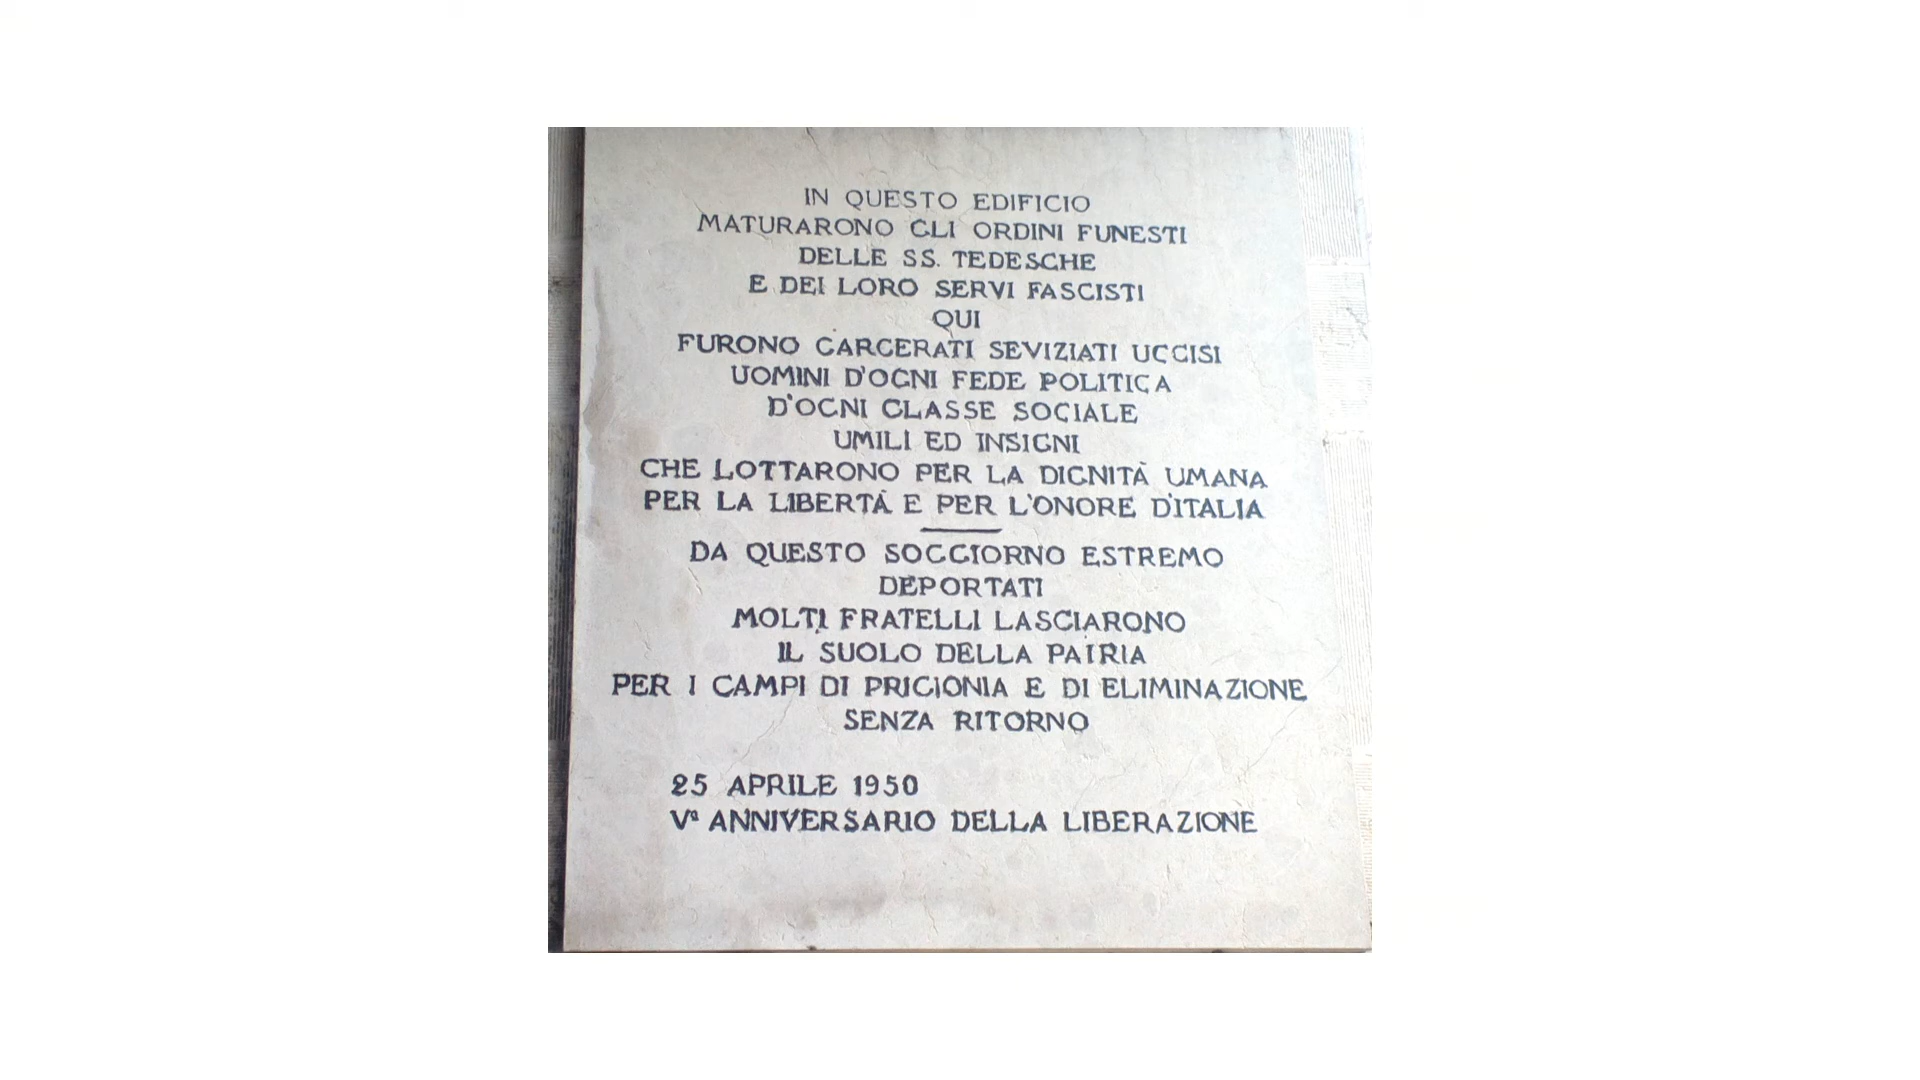 IN QUESTO EDIFICIO
MATURARONO GLI ORDINI FUNESTI
DELLE SS. TEDESCHE
E DEI LORO SERVI FASCISTI
QUI
FURONO CARCERATI SEVIZIATI UCCISI
UOMINI D'OGNI FEDE POLITICA
D'OGNI CLASSE SOCIALE
UMILI ED INSIGNI
CHE LOTTARONO PER LA DIGNITÀ UMANA
PER LA LIBERTÀ E PER L'ONORE D'ITALIA
DA QUESTO SOGGIORNO ESTREMO
DEPORTATI
MOLTI FRATELLI LASCIARONO
IL SUOLO DELLA PATRIA
PER I CAMPI DI PRIGIONIA E DI ELIMINAZIONE
SENZA RITORNO
25 APRILE 1950
Vª ANNIVERSARIO DELLA LIBERAZIONE